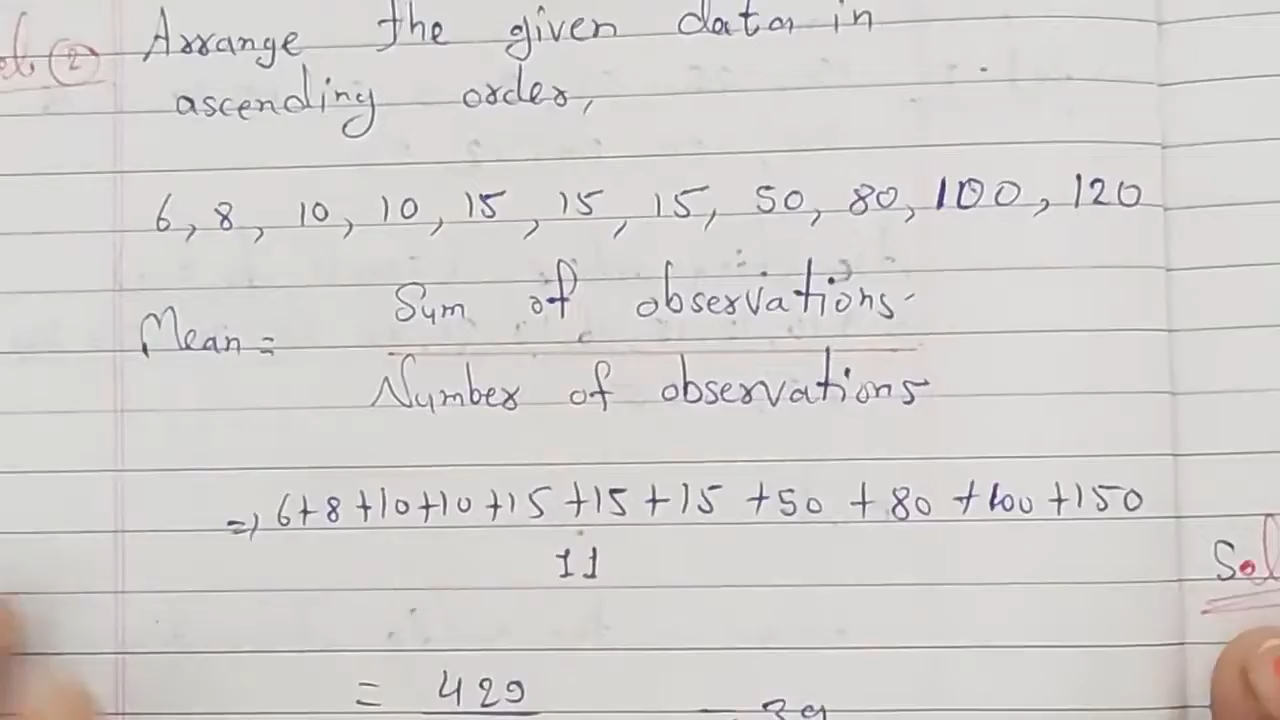 Arrange the given data in
ascending order,
6, 8, 10, 10, 15, 15, 15, 50, 80, 100, 120
Mean = Sum of observations
Number of observations
=> 6+8+10+10+15+15+15+50+80+100+150
11
Sol
= 429 = 39